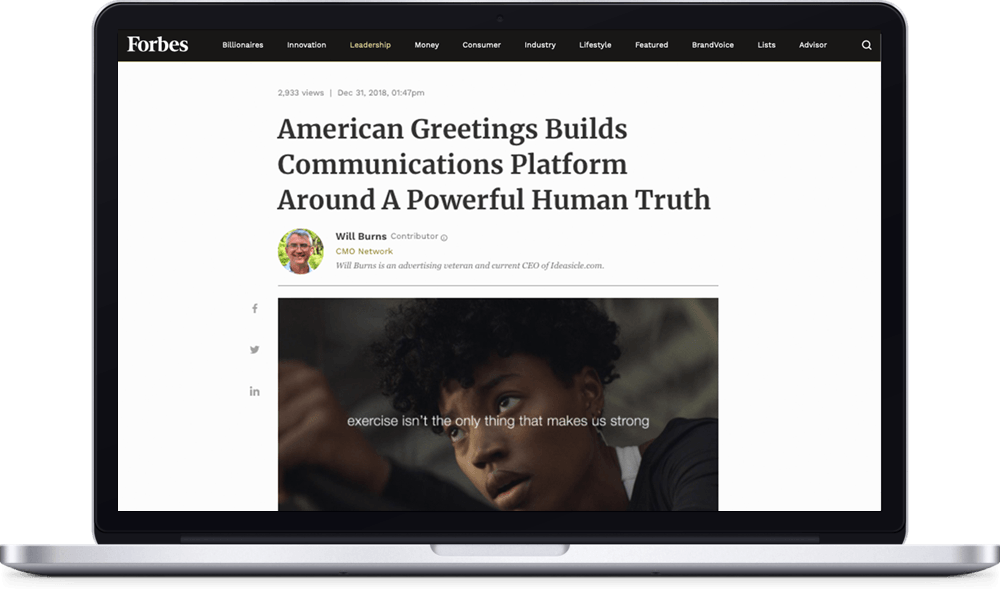 Forbes Billionaires Innovation Leadership Money Consumer Industry Lifestyle Featured BrandVoice Lists Advisor
2,933 views | Dec 31, 2018, 01:47pm
American Greetings Builds
Communications Platform
Around A Powerful Human Truth
Will Burns Contributor
CMO Network
Will Burns is an advertising veteran and current CEO of Ideasicle.com.
exercise isn't the only thing that makes us strong